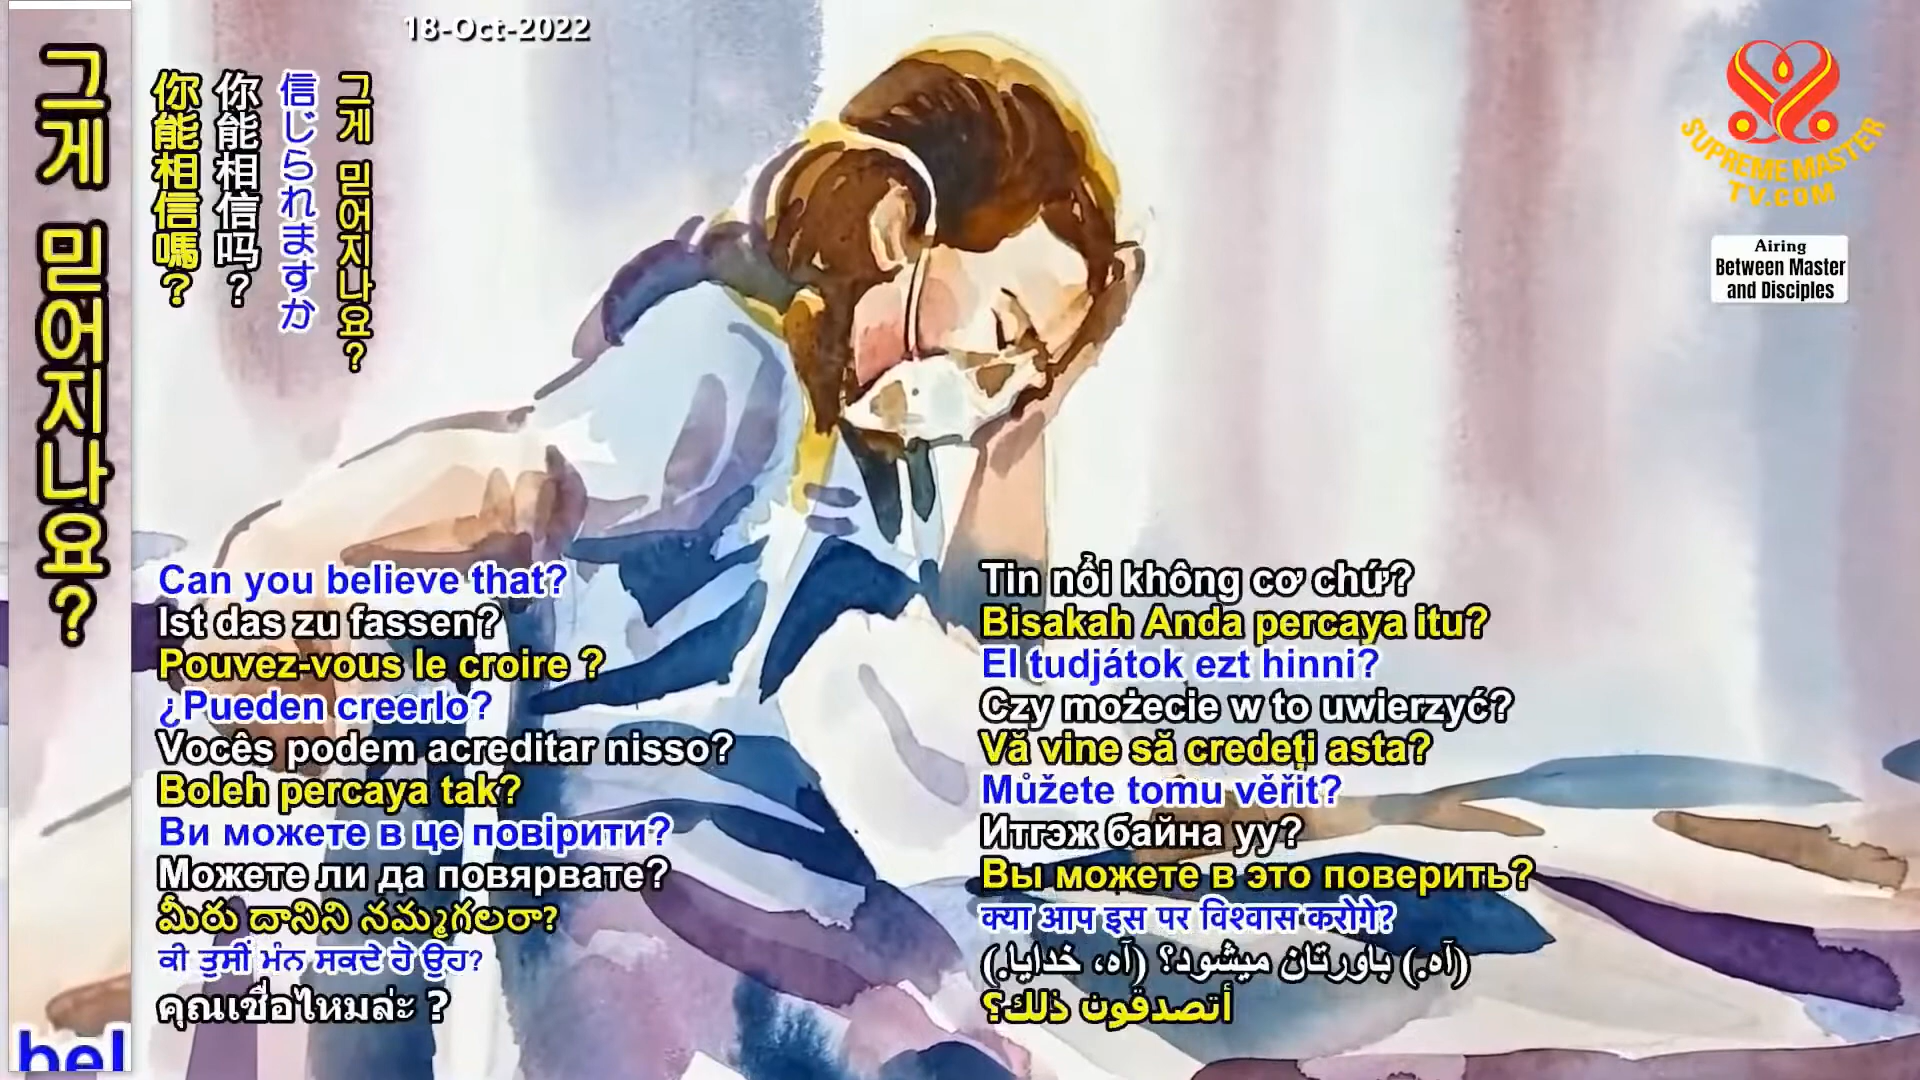 18-Oct-2022
그게 믿어지나요?
你能相信嗎?
你能相信吗?
信じられますか
그게 믿어지나요?
SUPREME MASTER
TV.COM
Airing
Between Master
and Disciples
Can you believe that?
Ist das zu fassen?
Pouvez-vous le croire ?
¿Pueden creerlo?
Vocês podem acreditar nisso?
Boleh percaya tak?
Ви можете в це повірити?
Можете ли да повярвате?
మీరు దానిని నమ్మగలరా?
ਕੀ ਤੁਸੀਂ ਮੰਨ ਸਕਦੇ ਹੋ ਉਹ?
คุณเชื่อไหมล่ะ ?
Tin nổi không cơ chứ?
Bisakah Anda percaya itu?
El tudjátok ezt hinni?
Czy możecie w to uwierzyć?
Vă vine să credeți asta?
Můžete tomu věřit?
Итгэж байна уу?
Вы можете в это поверить?
क्या आप इस पर विश्वास करोगे?
(آه.) باورتان میشود؟ (آه، خدایا.)
أتصدقون ذلك؟
bel